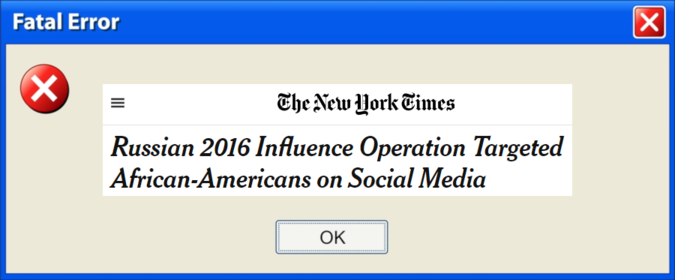 Fatal Error
The New York Times
Russian 2016 Influence Operation Targeted
African-Americans on Social Media
OK